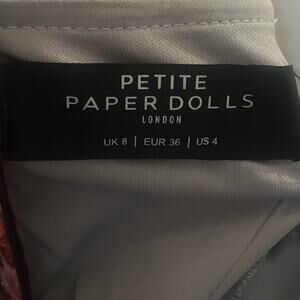 PETITE
PAPER DOLLS
LONDON
UK 8 | EUR 36 | US 4